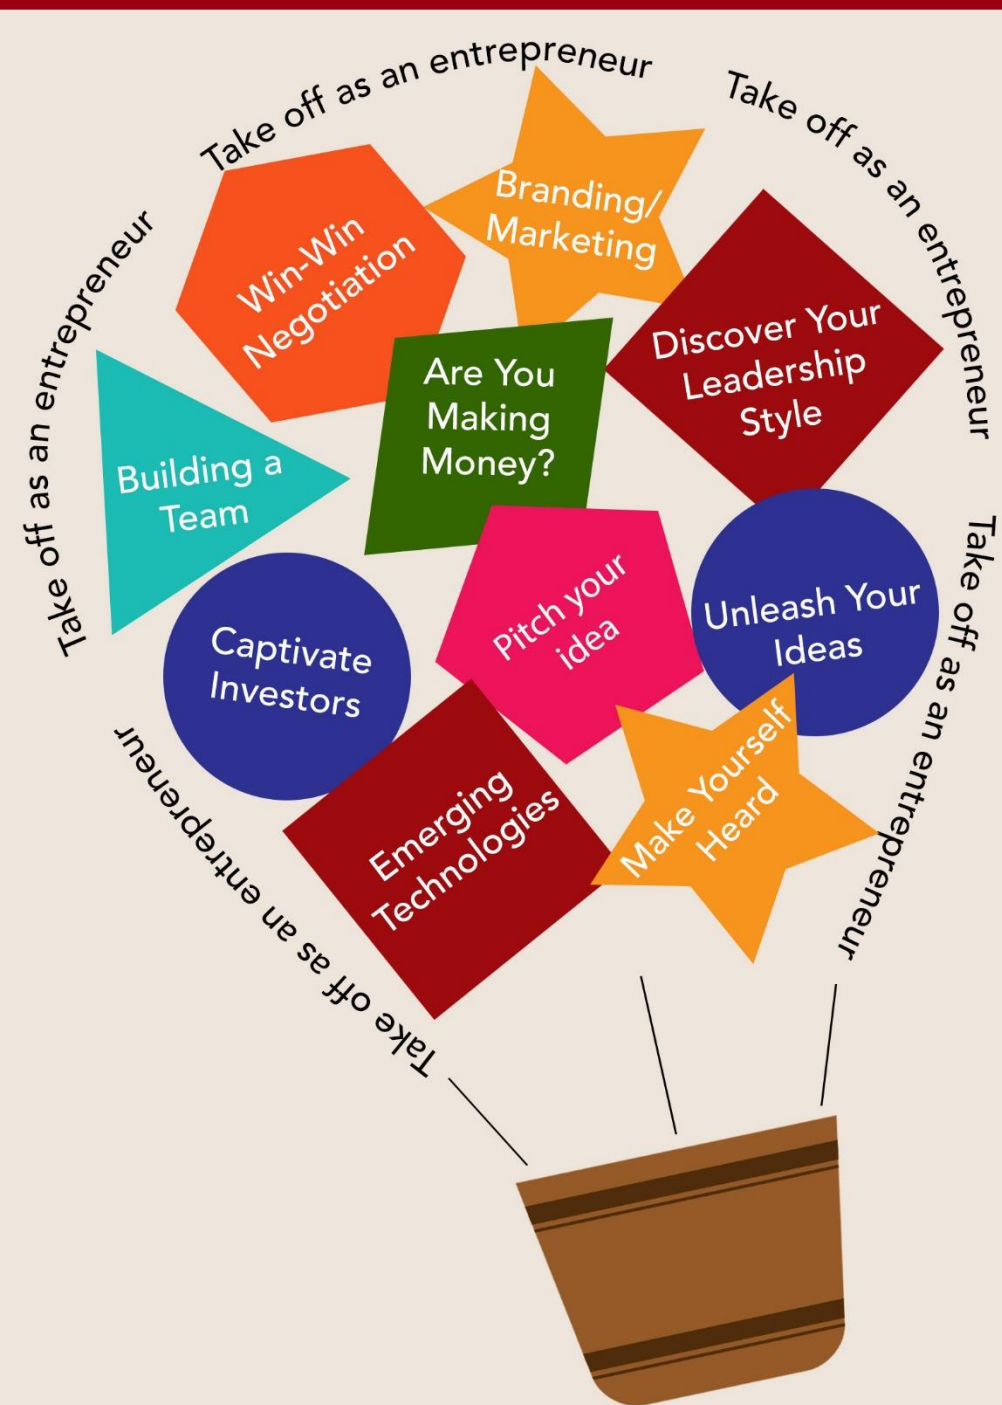 Take off as an entrepreneur
Take off as an entrepreneur
Take off as an entrepreneur
Branding/
Marketing
Win-Win
Negotiation
Discover Your
Leadership
Style
Are You
Making
Money?
Building a
Team
Pitch your
idea
Unleash Your
Ideas
Captivate
Investors
Make Yourself
Heard
Emerging
Technologies
Take off as an entrepreneur
Take off as an entrepreneur